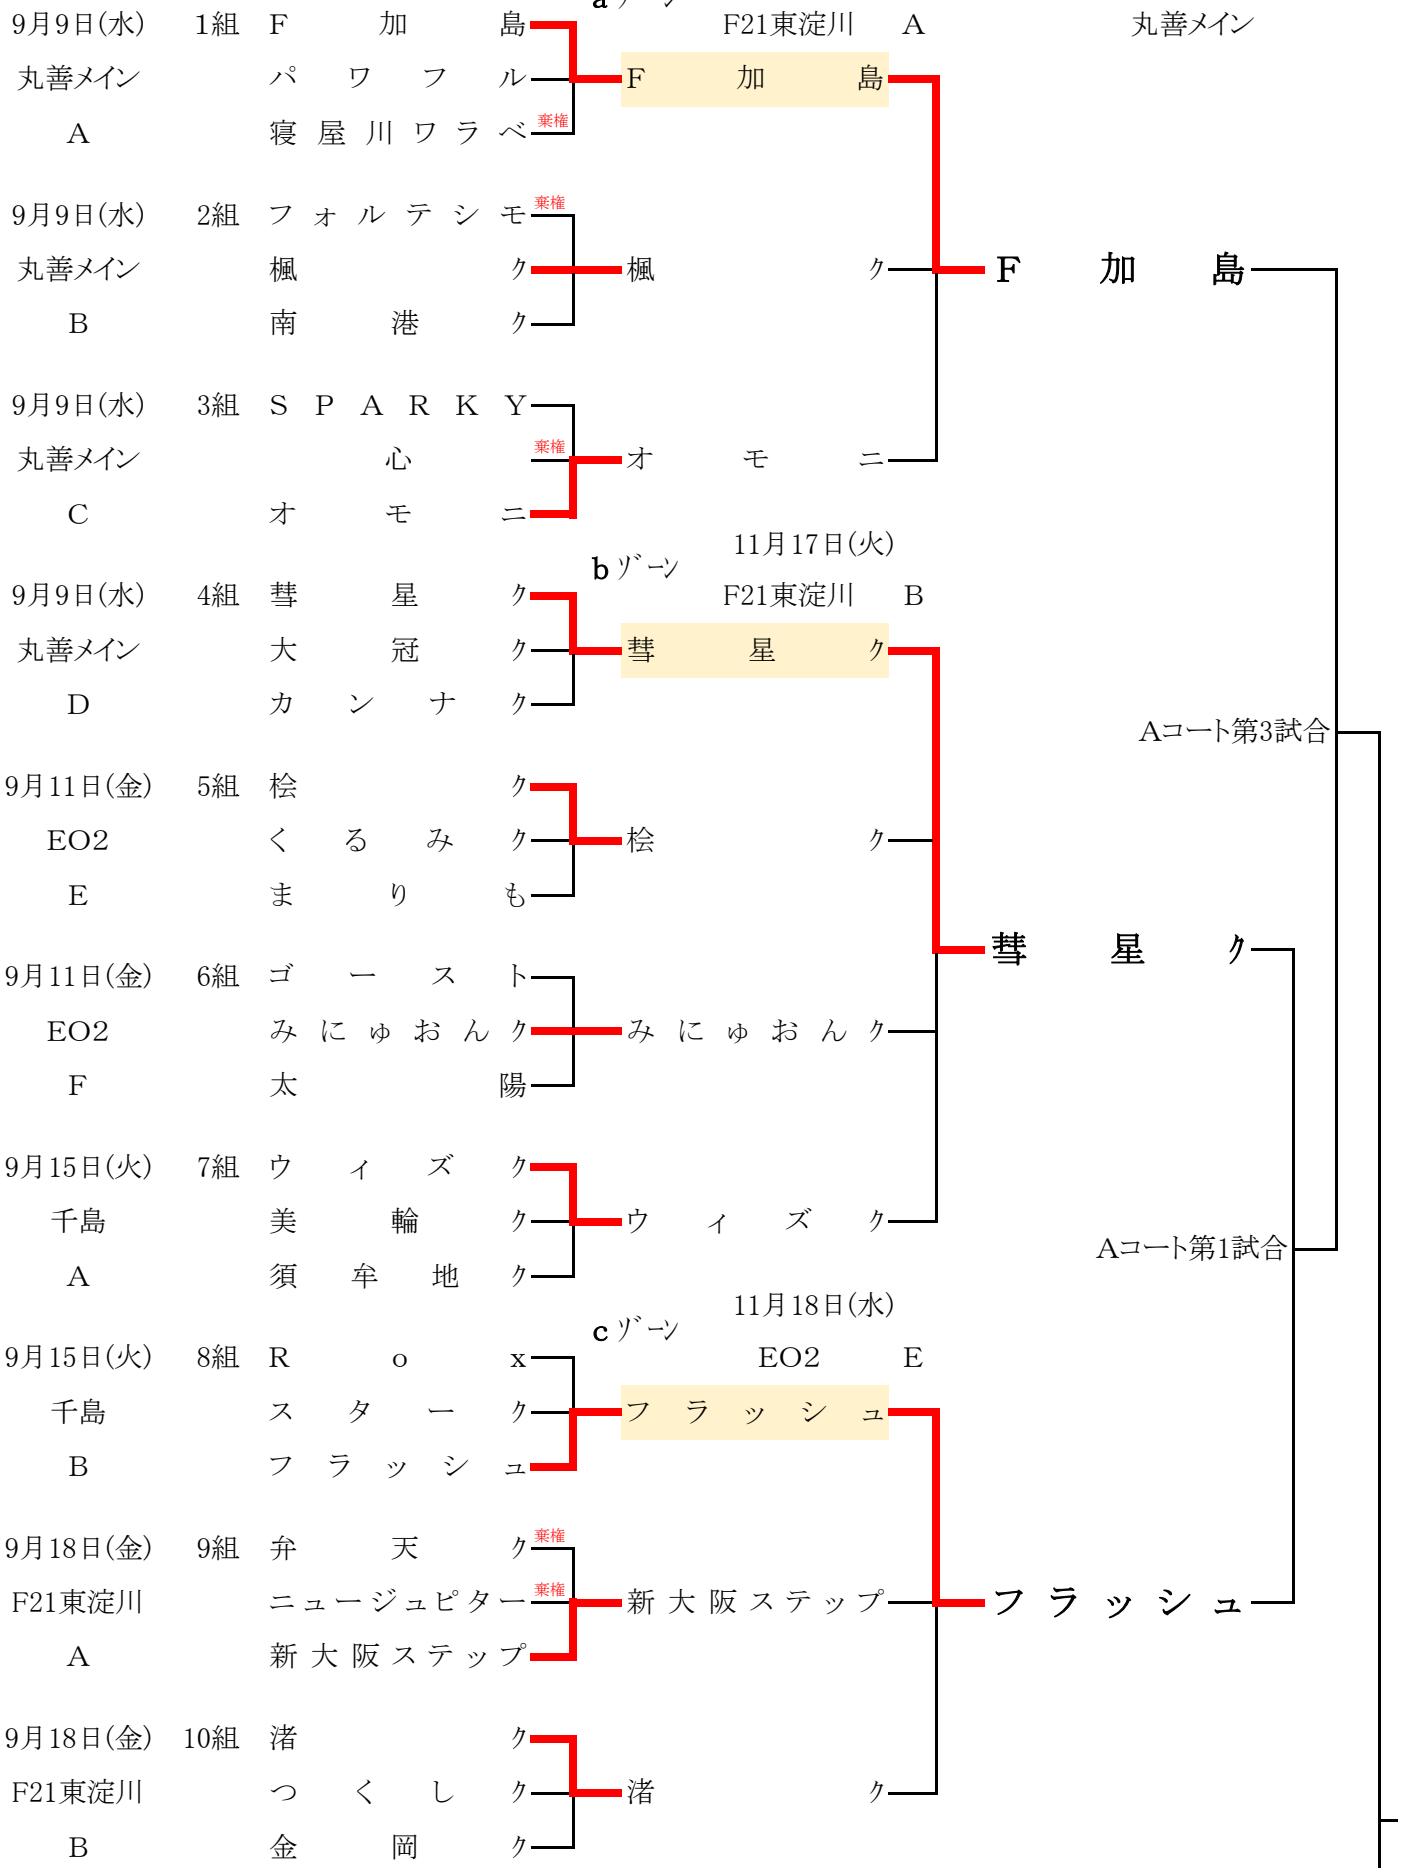 aゾーン
9月9日(水) 1組 F加島 F21東淀川 A 丸善メイン
丸善メイン パワフル F加島
A 寝屋川ワラベ 棄権
9月9日(水) 2組 フォルテシモ 棄権
丸善メイン 楓ク 楓ク F加島
B 南港ク
9月9日(水) 3組 SPARKY
丸善メイン 心 棄権 オモニ
C オモニ
11月17日(火)
bゾーン
9月9日(水) 4組 彗星ク F21東淀川 B
丸善メイン 大冠ク 彗星ク
D カンナク
Aコート第3試合
9月11日(金) 5組 桧ク
EO2 くるみク 桧ク
E まりも
彗星ク
9月11日(金) 6組 ゴースト
EO2 みにゅおんク みにゅおんク
F 太陽
9月15日(火) 7組 ウィズク
千島 美輪ク ウィズク
Aコート第1試合
A 須牟地ク
11月18日(水)
cゾーン
9月15日(火) 8組 Rox EO2 E
千島 スターク フラッシュ
B フラッシュ
9月18日(金) 9組 弁天ク 棄権
F21東淀川 ニュージュピター 棄権 新大阪ステップ フラッシュ
A 新大阪ステップ
9月18日(金) 10組 渚ク
F21東淀川 つくしク 渚ク
B 金岡ク